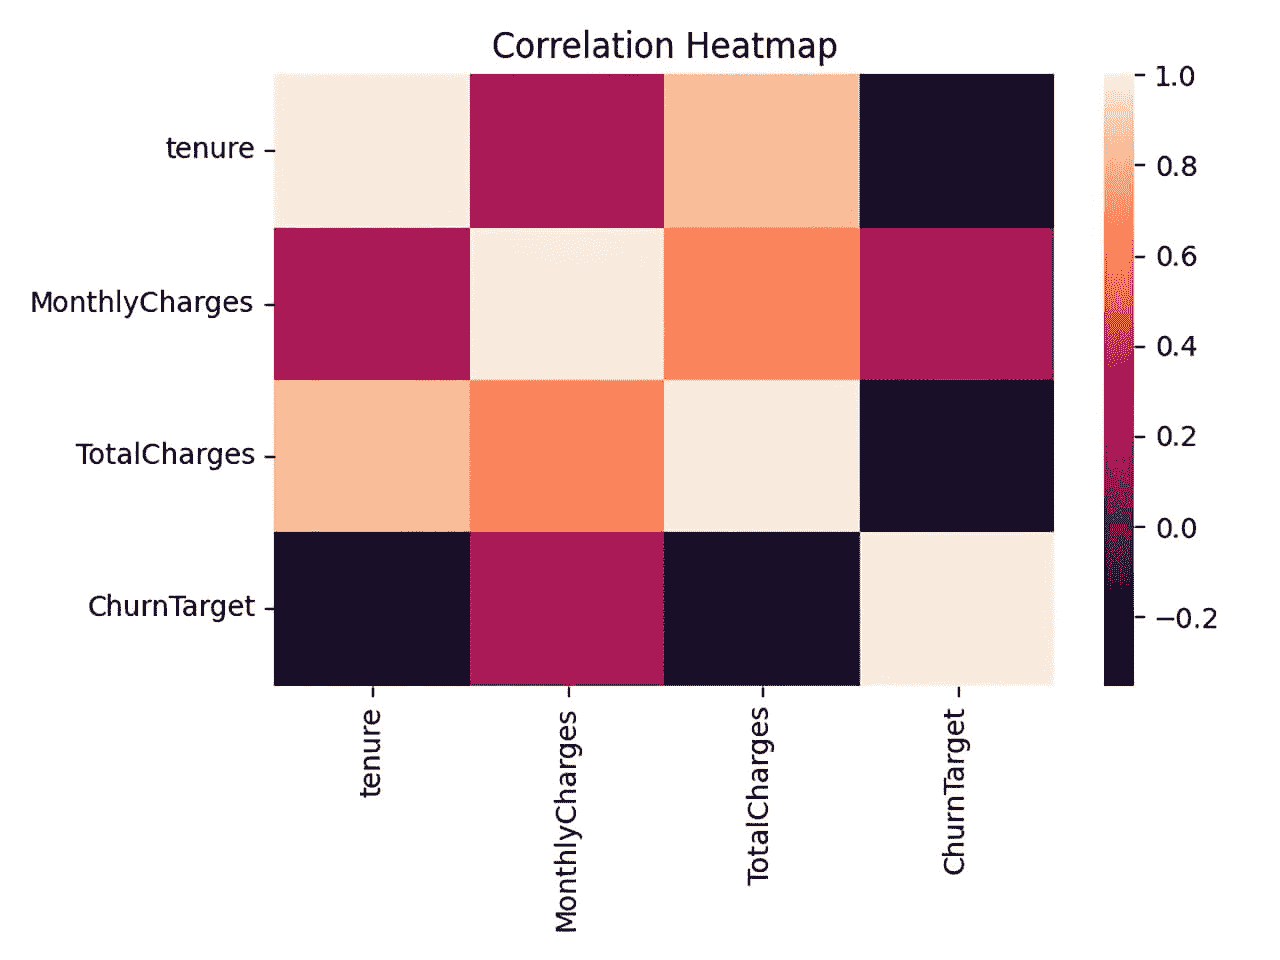 Correlation Heatmap
tenure
MonthlyCharges
TotalCharges
ChurnTarget
tenure
MonthlyCharges
TotalCharges
ChurnTarget
1.0
0.8
0.6
0.4
0.2
0.0
−0.2